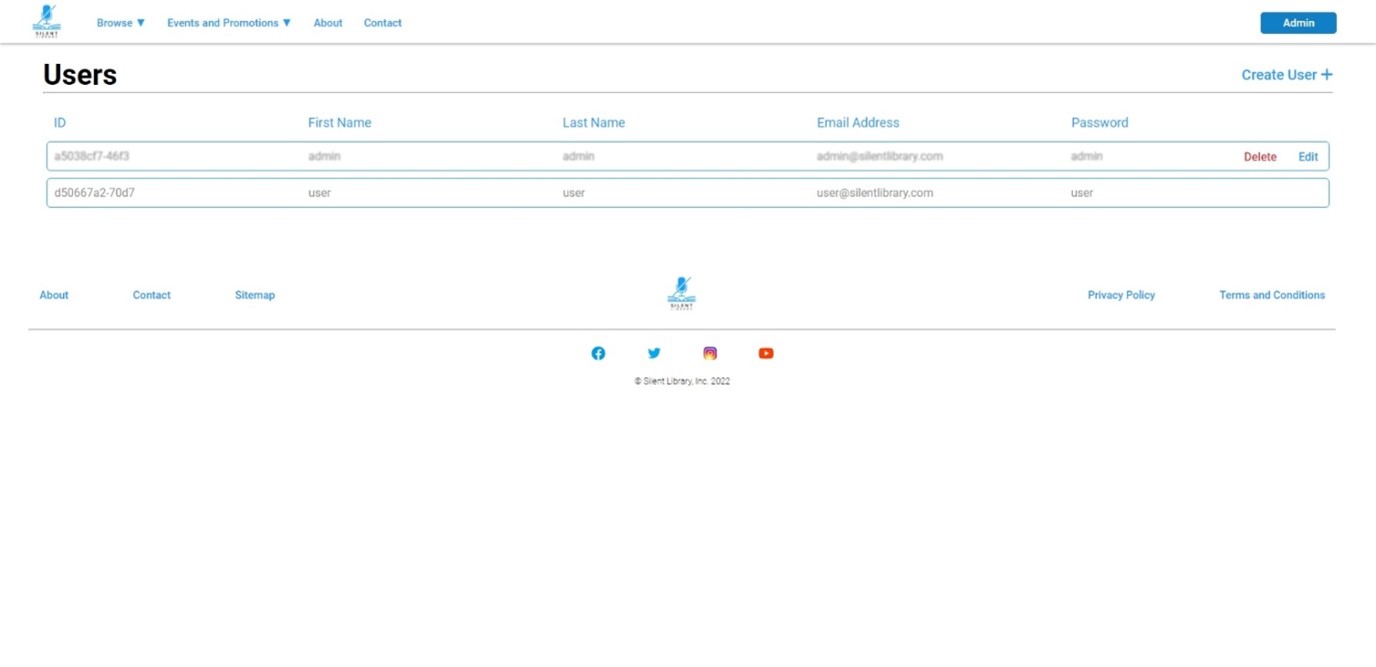 SILENT
LIBRARY
Browse ▼ Events and Promotions ▼ About Contact Admin
Users Create User +
ID First Name Last Name Email Address Password
a5038cf7-46f3 admin admin admin@silentlibrary.com admin Delete Edit
d50667a2-70d7 user user user@silentlibrary.com user
About Contact Sitemap SILENT LIBRARY Privacy Policy Terms and Conditions
© Silent Library, Inc. 2022